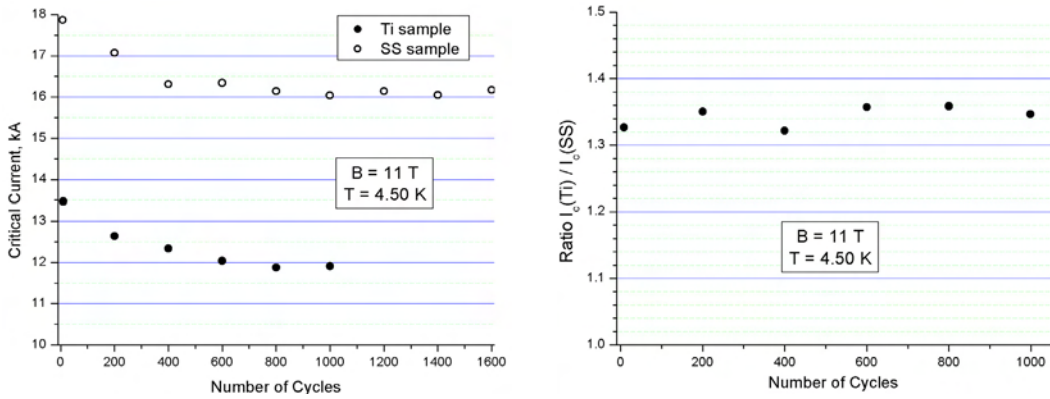 18
17
16
15
14
13
12
11
10
Critical Current, kA
Ti sample
SS sample
B = 11 T
T = 4.50 K
0 200 400 600 800 1000 1200 1400 1600
Number of Cycles
1.5
1.4
1.3
1.2
1.1
1.0
Ratio I_c(Ti) / I_c(SS)
B = 11 T
T = 4.50 K
0 200 400 600 800 1000
Number of Cycles